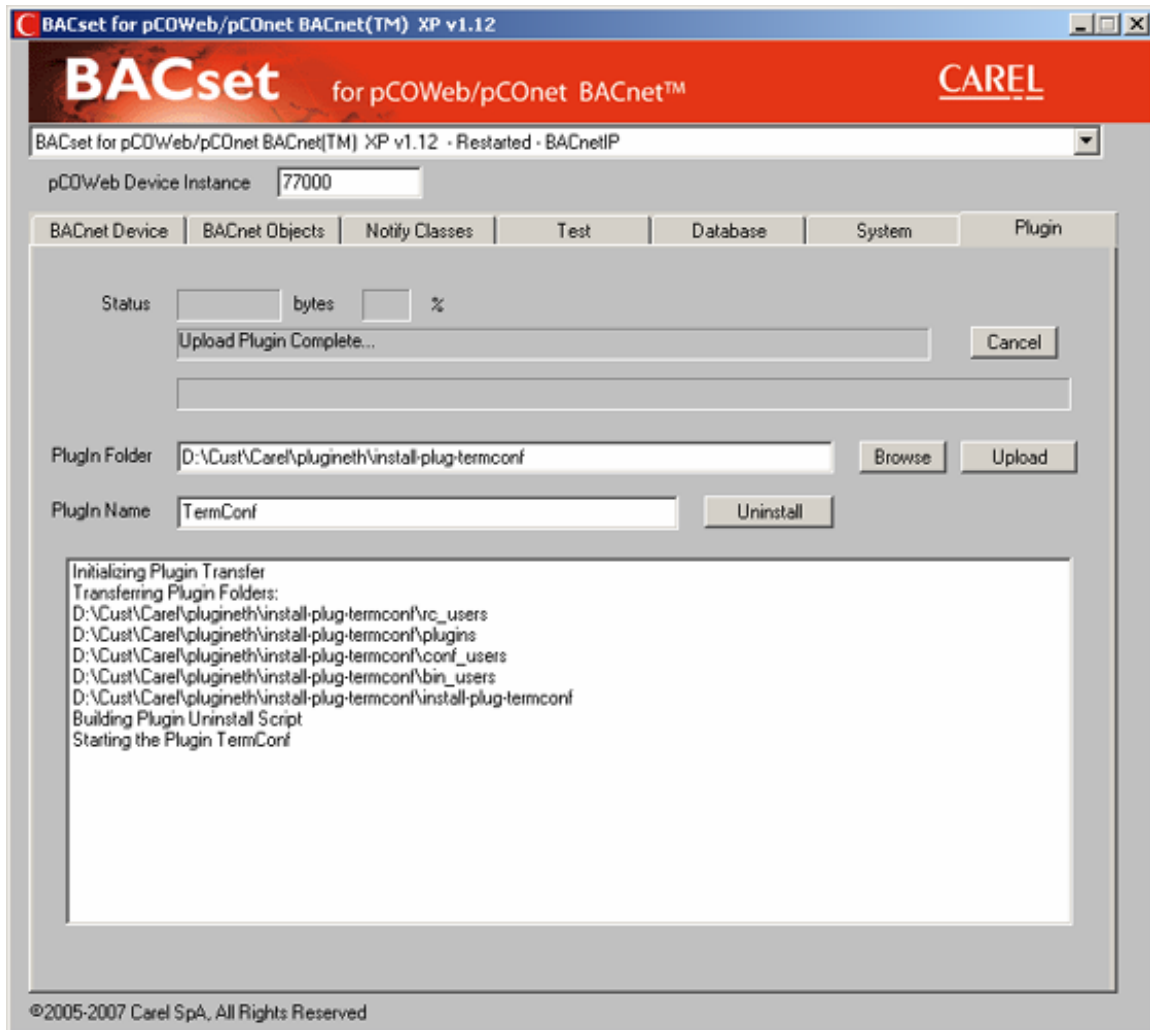 BACset for pCOWeb/pCOnet BACnet(TM) XP v1.12
BACset for pCOWeb/pCOnet BACnet™ CAREL
BACset for pCOWeb/pCOnet BACnet(TM) XP v1.12 - Restarted - BACnetIP
pCOWeb Device Instance 77000
BACnet Device BACnet Objects Notify Classes Test Database System Plugin
Status bytes %
Upload Plugin Complete... Cancel
PlugIn Folder D:\Cust\Carel\plugineth\install-plug-termconf Browse Upload
PlugIn Name TermConf Uninstall
Initializing Plugin Transfer
Transferring Plugin Folders:
D:\Cust\Carel\plugineth\install-plug-termconf\rc_users
D:\Cust\Carel\plugineth\install-plug-termconf\plugins
D:\Cust\Carel\plugineth\install-plug-termconf\conf_users
D:\Cust\Carel\plugineth\install-plug-termconf\bin_users
D:\Cust\Carel\plugineth\install-plug-termconf\install-plug-termconf
Building Plugin Uninstall Script
Starting the Plugin TermConf
©2005-2007 Carel SpA, All Rights Reserved